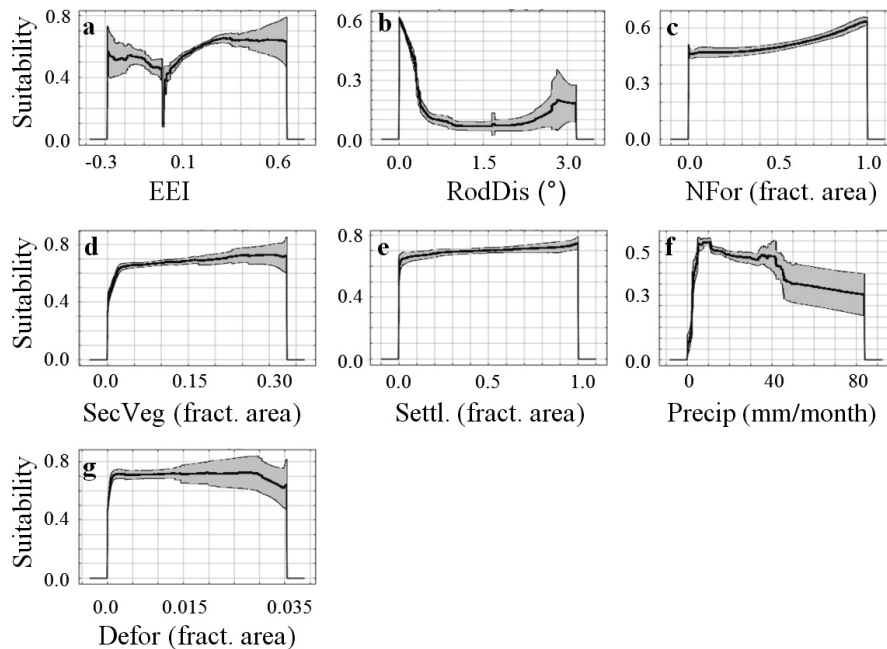 a b c
Suitability
0.8 0.4 0.0
0.6 0.3 0.0
0.6 0.4 0.2 0.0
-0.3 0.1 0.6
0.0 1.5 3.0
0.0 0.5 1.0
EEI RodDis (°) NFor (fract. area)
d e f
Suitability
0.8 0.4 0.0
0.8 0.4 0.0
0.5 0.3 0.0
0.0 0.15 0.30
0.0 0.5 1.0
0 40 80
SecVeg (fract. area) Settl. (fract. area) Precip (mm/month)
g
Suitability
0.8 0.4 0.0
0.0 0.015 0.035
Defor (fract. area)